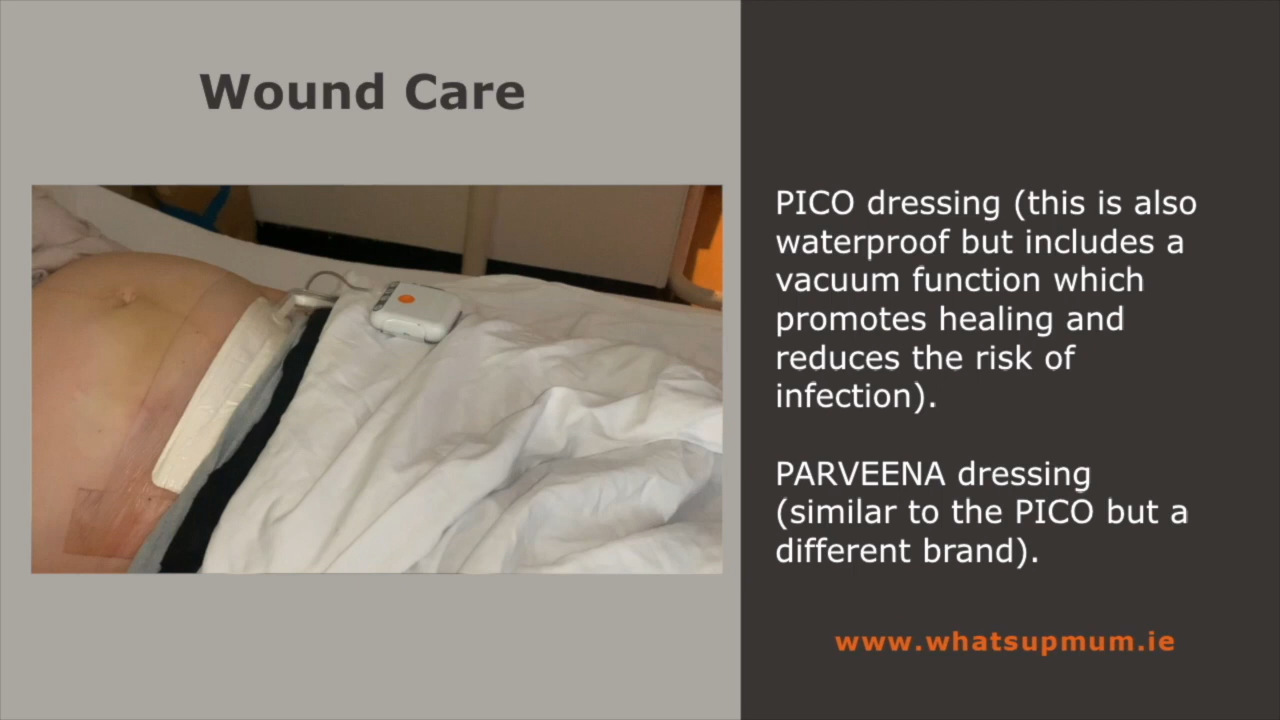 Wound Care
PICO dressing (this is also
waterproof but includes a
vacuum function which
promotes healing and
reduces the risk of
infection).
PARVEENA dressing
(similar to the PICO but a
different brand).
www.whatsupmum.ie